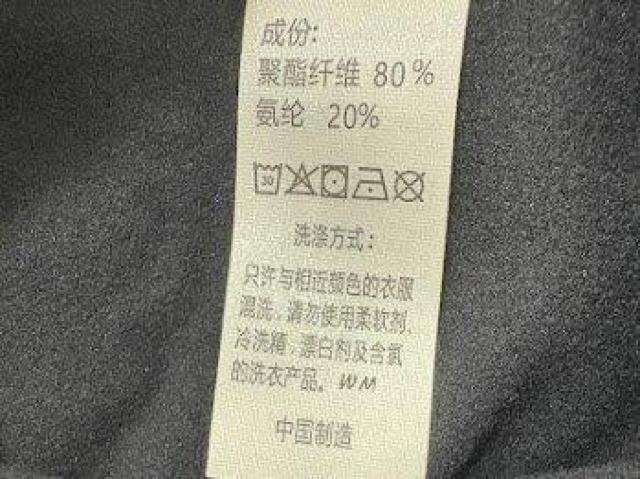 成份:
聚酯纤维 80%
氨纶 20%
30
洗涤方式:
只许与相近颜色的衣服
混洗,请勿使用柔软剂、
冷洗精,漂白剂及含氯
的洗衣产品。WM
中国制造